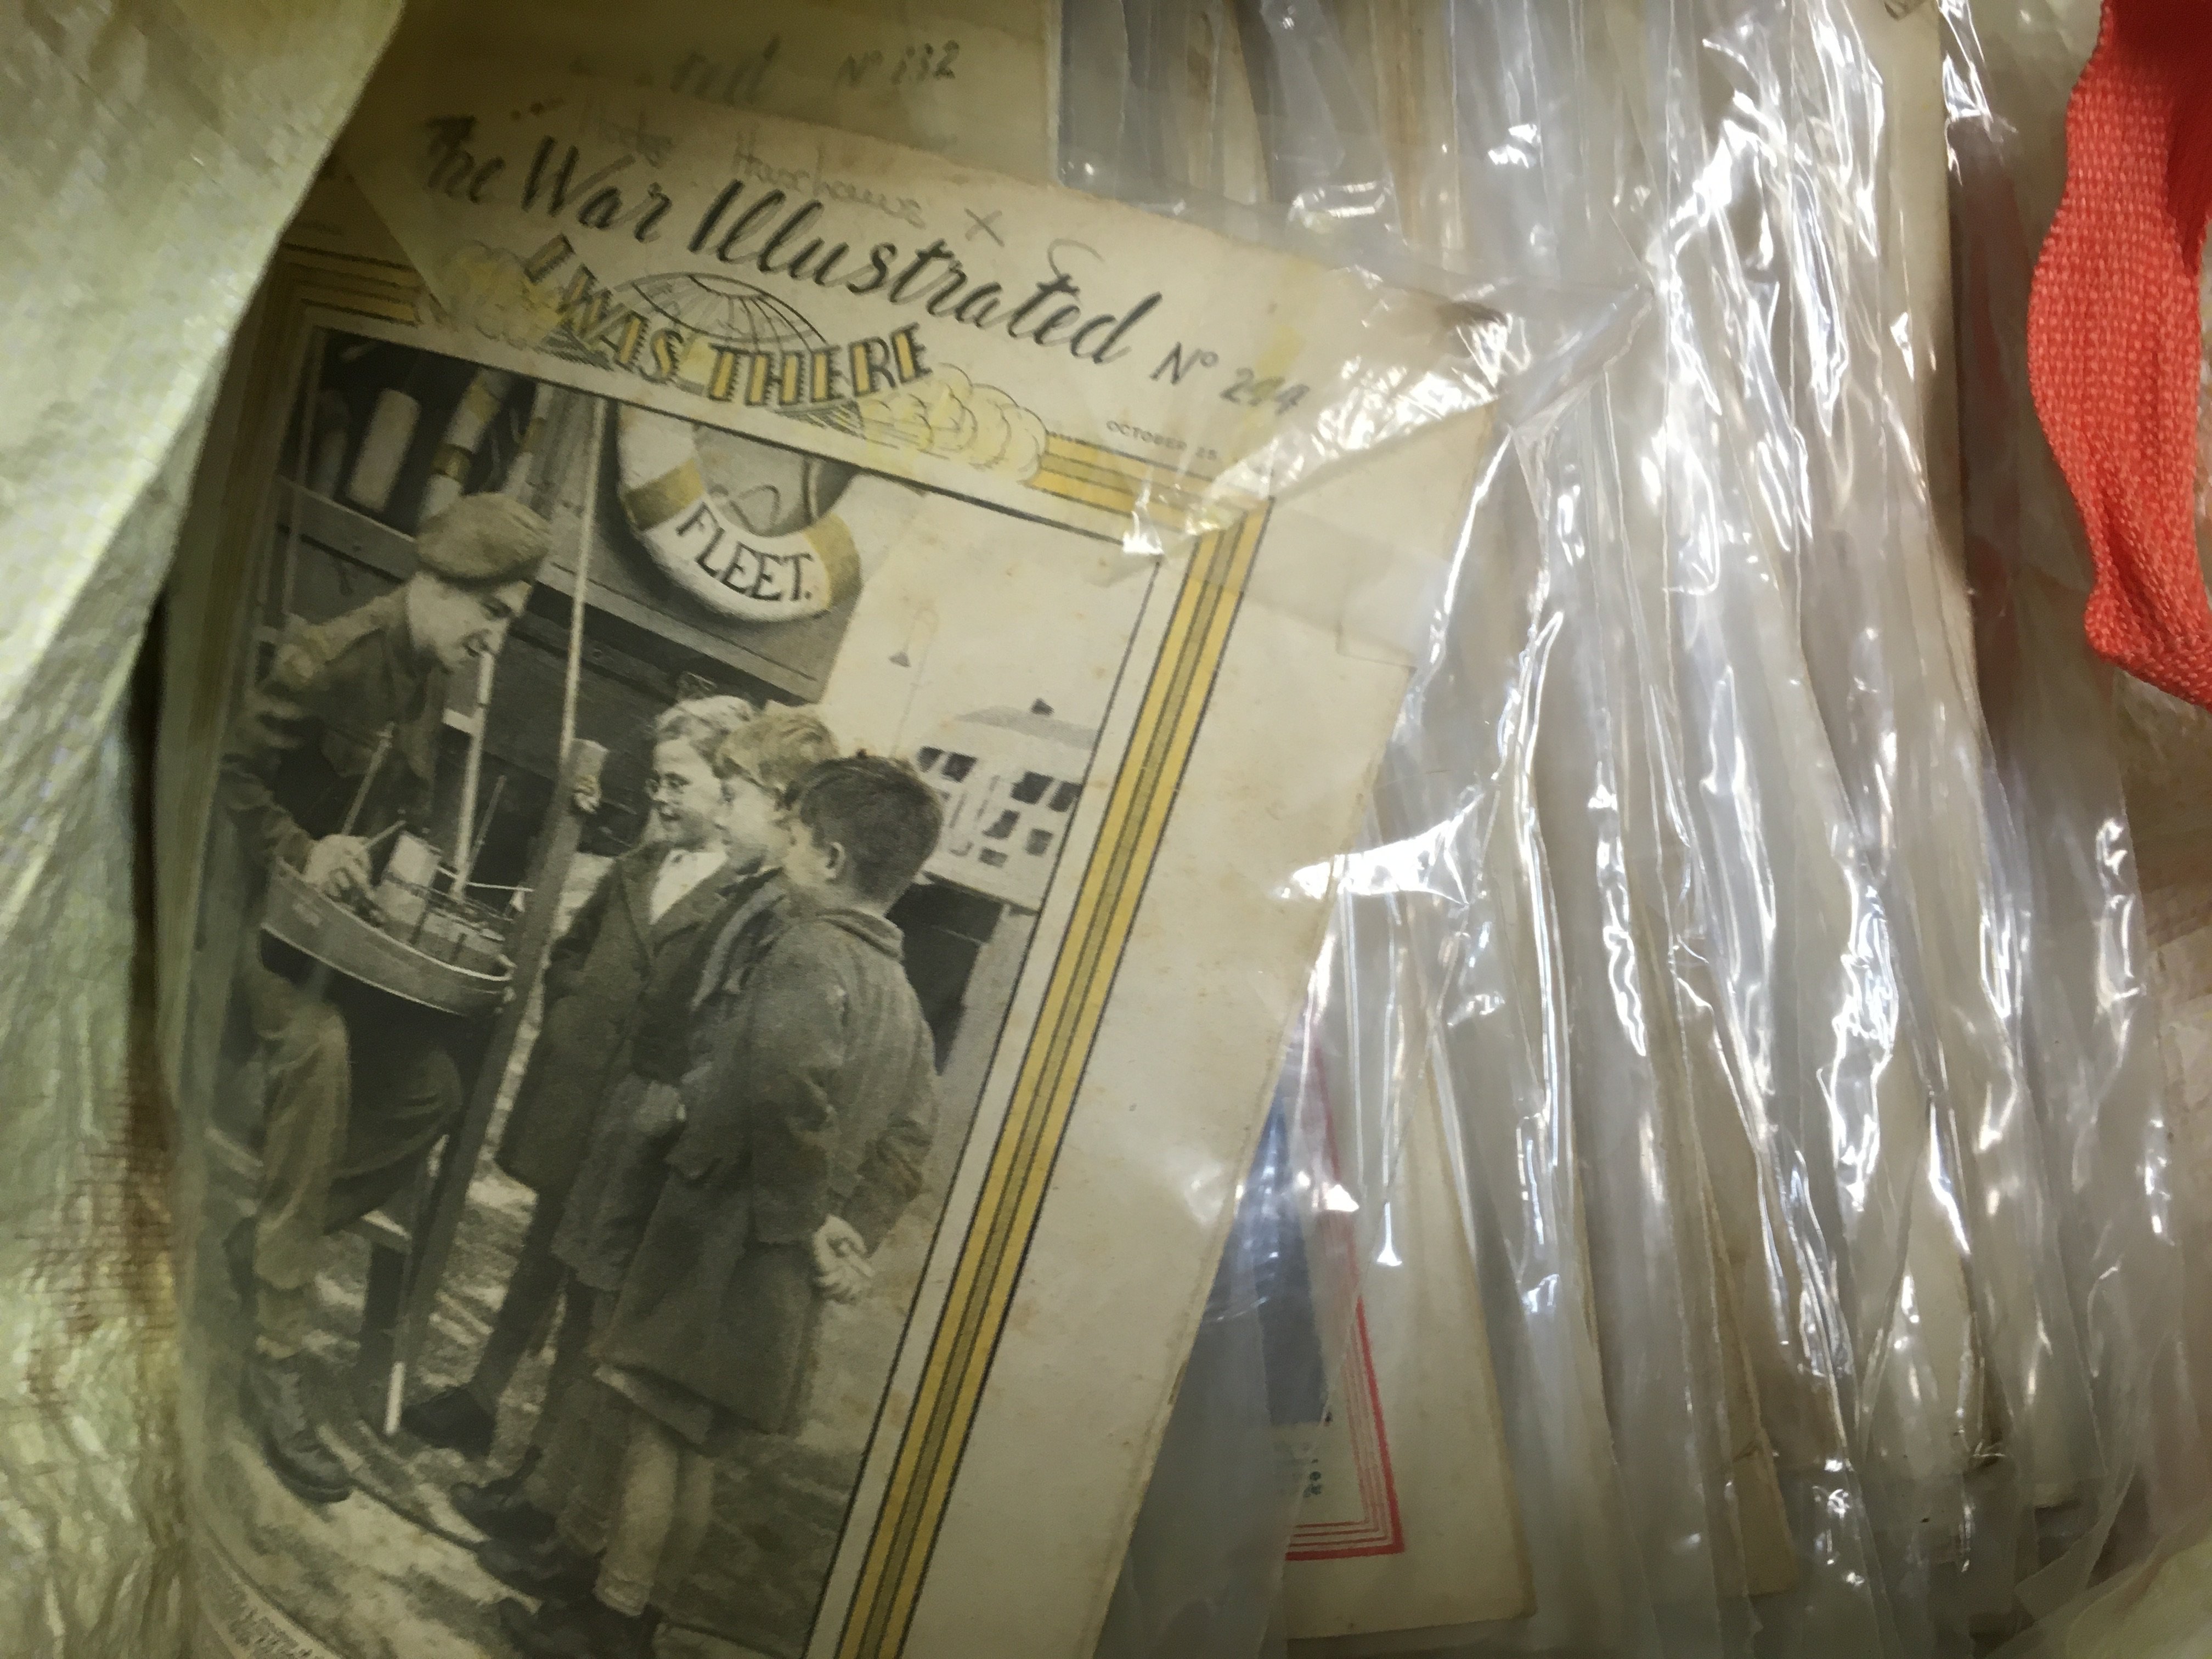 Nº 132
The War Illustrated Nº 244
I WAS THERE
OCTOBER 25.
FLEET.